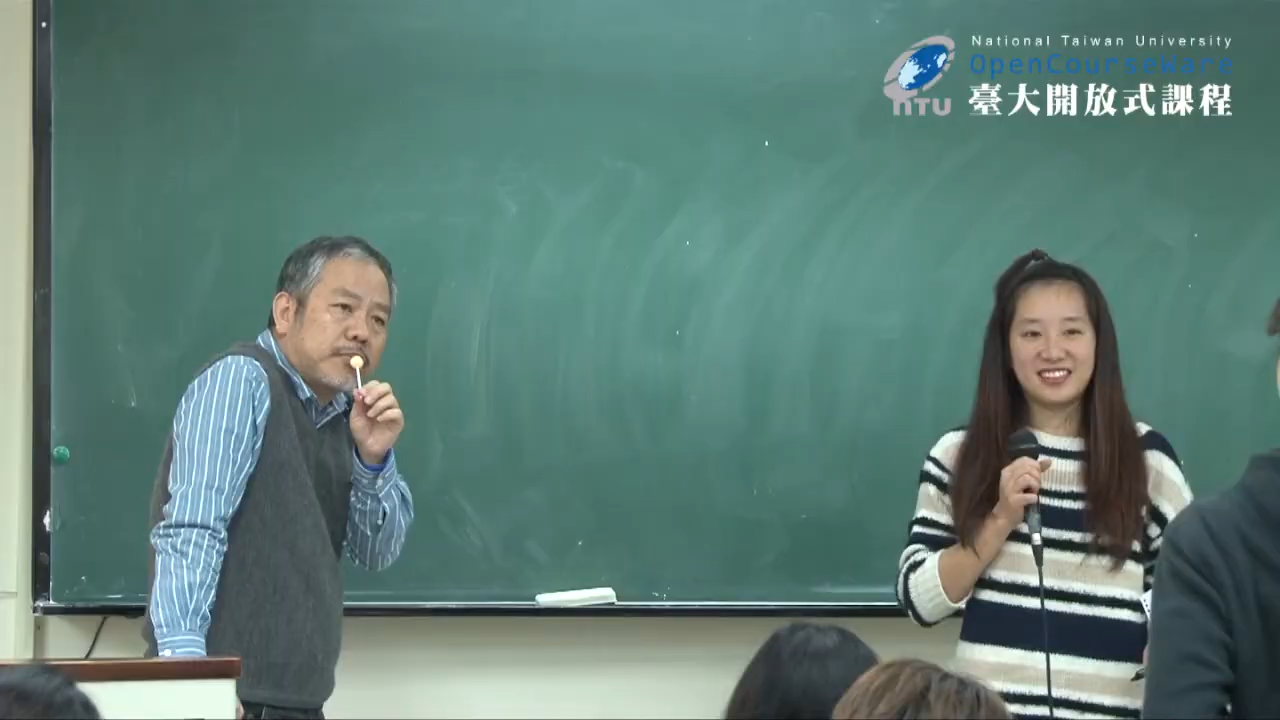 National Taiwan University
OpenCourseWare
臺大開放式課程
NTU